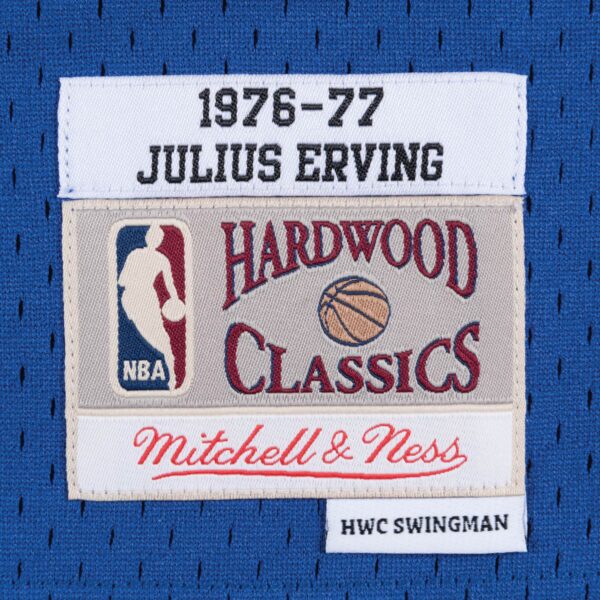 1976-77
JULIUS ERVING
HARDWOOD
CLASSICS
NBA
Mitchell & Ness
HWC SWINGMAN